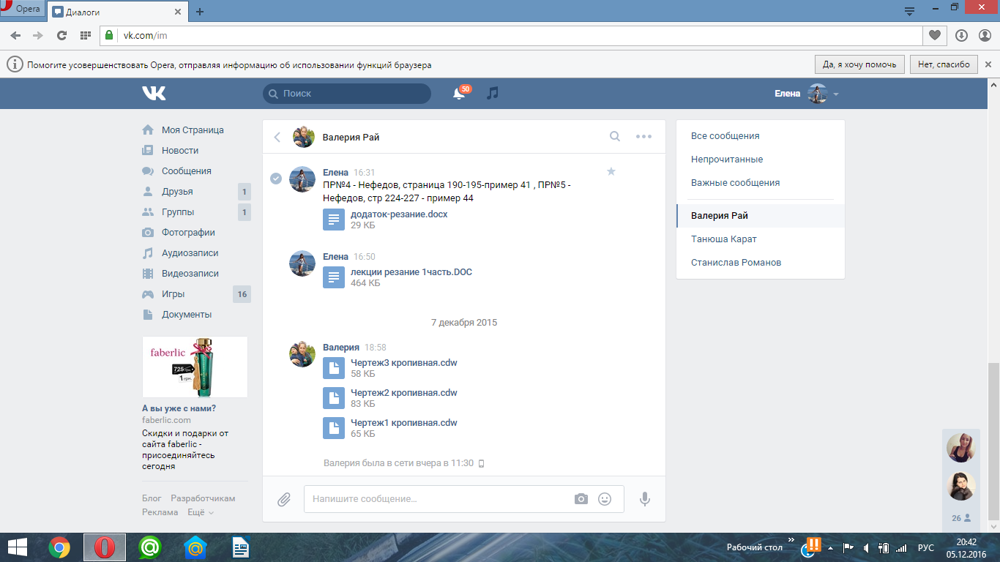 Opera
Диалоги
vk.com/im
Помогите усовершенствовать Opera, отправляя информацию об использовании функций браузера
Да, я хочу помочь
Нет, спасибо
Поиск
50
Елена
Моя Страница
Новости
Сообщения
Друзья 1
Группы 1
Фотографии
Аудиозаписи
Видеозаписи
Игры 16
Документы
faberlic
725 грн
1 грн.
А вы уже с нами?
faberlic.com
Скидки и подарки от
сайта faberlic -
присоединяйтесь
сегодня
Блог Разработчикам
Реклама Ещё
Валерия Рай
Елена 16:31
ПР№4 - Нефедов, страница 190-195-пример 41 , ПР№5 -
Нефедов, стр 224-227 - пример 44
додаток-резание.docx
29 КБ
Елена 16:50
лекции резание 1часть.DOC
464 КБ
7 декабря 2015
Валерия 18:58
Чертеж3 кропивная.cdw
58 КБ
Чертеж2 кропивная.cdw
83 КБ
Чертеж1 кропивная.cdw
65 КБ
Валерия была в сети вчера в 11:30
Напишите сообщение...
Все сообщения
Непрочитанные
Важные сообщения
Валерия Рай
Танюша Карат
Станислав Романов
26
Рабочий стол
РУС
20:42
05.12.2016